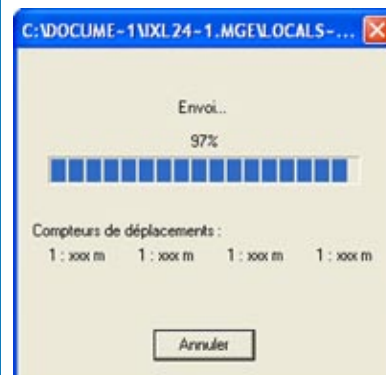 C:\DOCUME~1\IXL24~1.MGE\LOCALS~...
Envoi...
97%
Compteurs de déplacements :
1 : xxx m 1 : xxx m 1 : xxx m 1 : xxx m
Annuler